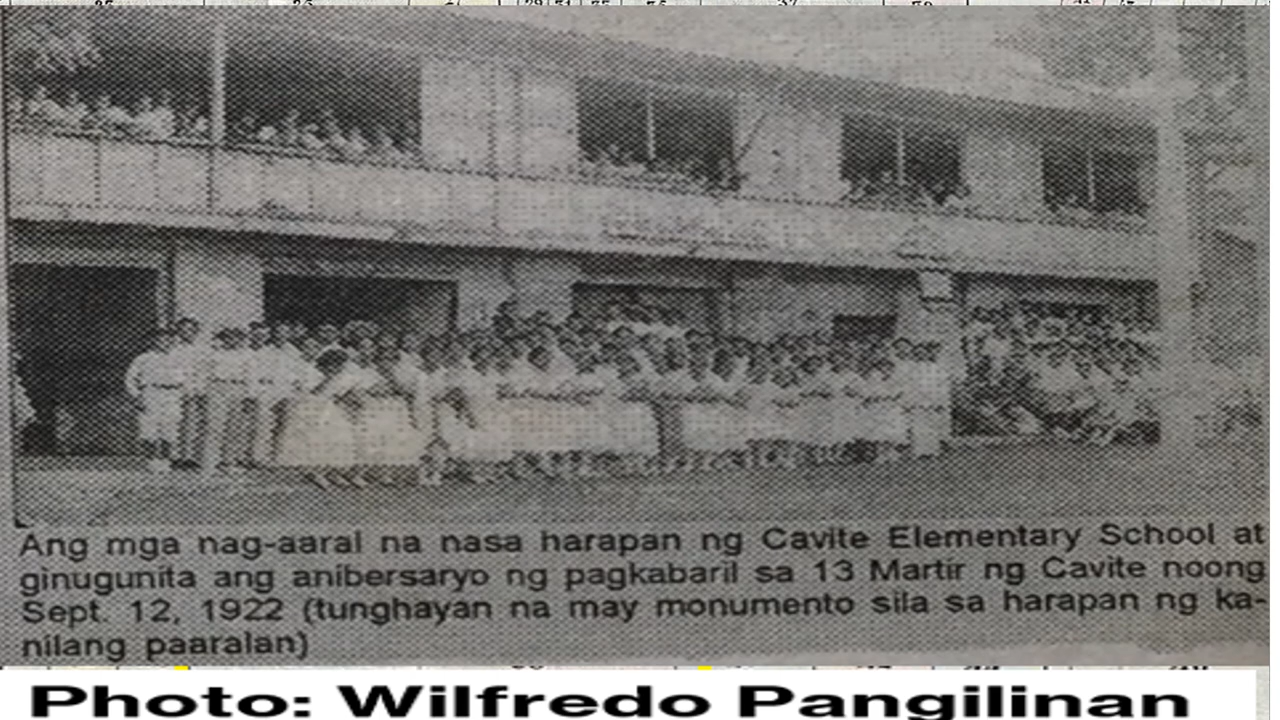 Ang mga nag-aaral na nasa harapan ng Cavite Elementary School at
ginugunita ang anibersaryo ng pagkabaril sa 13 Martir ng Cavite noong
Sept. 12, 1922 (tunghayan na may monumento sila sa harapan ng ka-
nilang paaralan)
Photo: Wilfredo Pangilinan